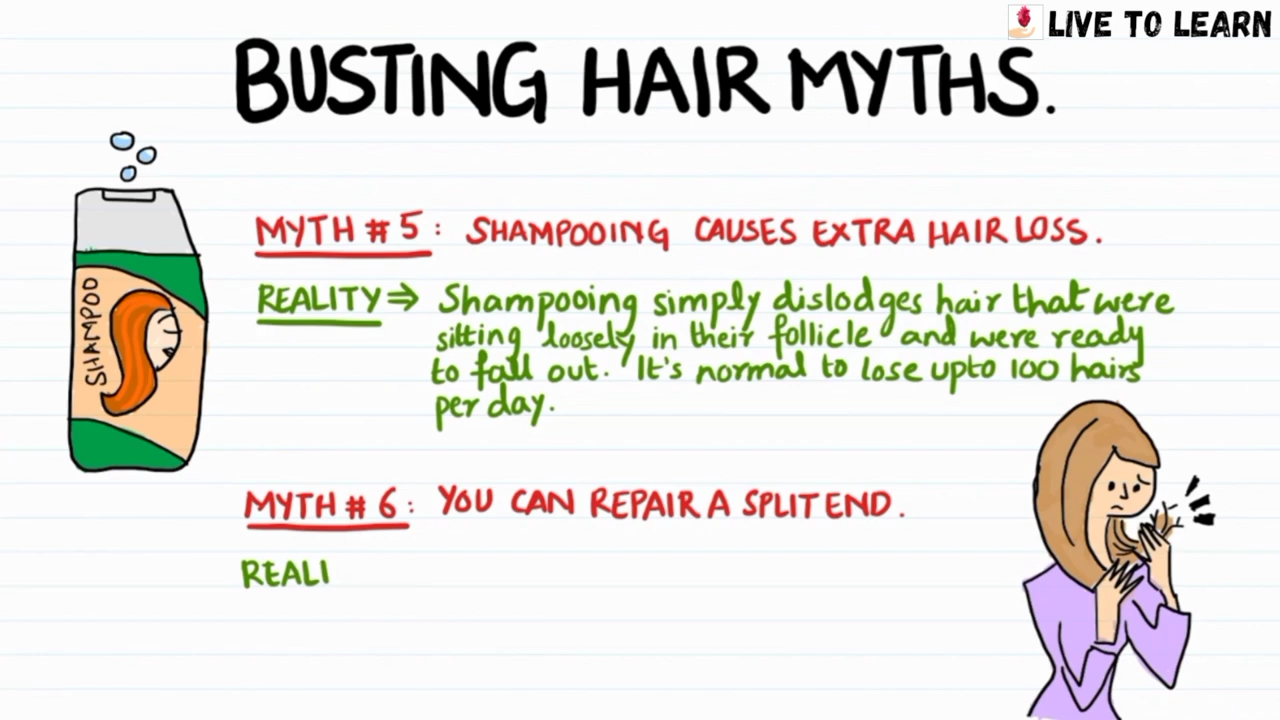 LIVE TO LEARN
BUSTING HAIR MYTHS.
MYTH # 5 : SHAMPOOING CAUSES EXTRA HAIR LOSS.
REALITY ⇒ Shampooing simply dislodges hair that were
sitting loosely in their follicle and were ready
to fall out. It's normal to lose upto 100 hairs
per day.
SHAMPOO
MYTH # 6 : YOU CAN REPAIR A SPLIT END.
REALI